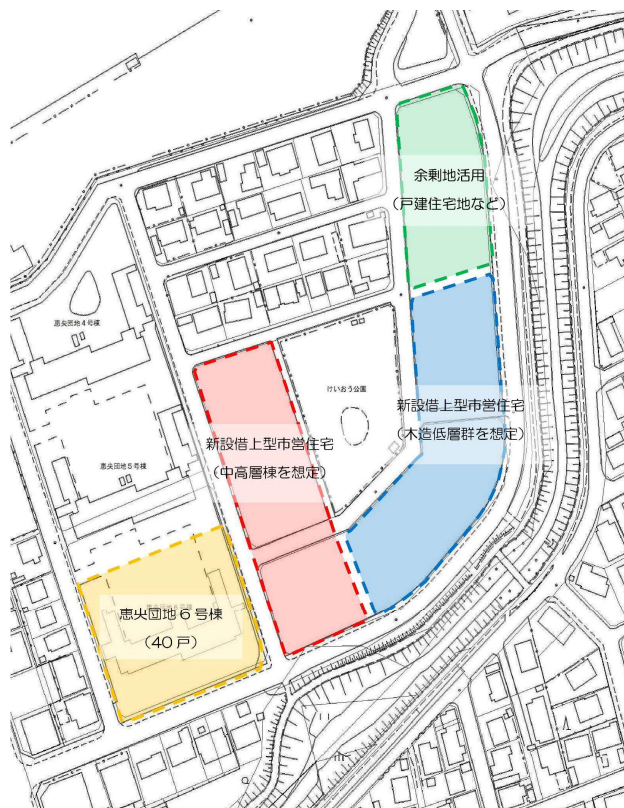 余剰地活用
（戸建住宅地など）
恵央団地４号棟
けいおう公園
新設借上型市営住宅
（木造低層群を想定）
新設借上型市営住宅
（中高層棟を想定）
恵央団地５号棟
恵央団地６号棟
（40戸）